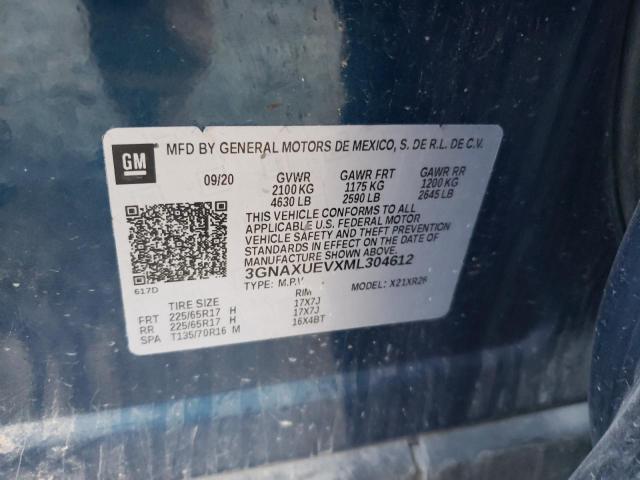 GM
MFD BY GENERAL MOTORS DE MEXICO, S. DE R.L. DE C.V.
09/20 GVWR GAWR FRT GAWR RR
2100 KG 1175 KG 1200 KG
4630 LB 2590 LB 2645 LB
THIS VEHICLE CONFORMS TO ALL
APPLICABLE U.S. FEDERAL MOTOR
VEHICLE SAFETY AND THEFT PREVENTION
STANDARDS IN EFFECT ON THE DATE OF
MANUFACTURE SHOWN ABOVE.
3GNAXUEVXML304612
617D
TYPE: M.P.V. MODEL: X21XR26
TIRE SIZE RIM
FRT 225/65R17 H 17X7J
RR 225/65R17 H 17X7J
SPA T135/70R16 M 16X4BT